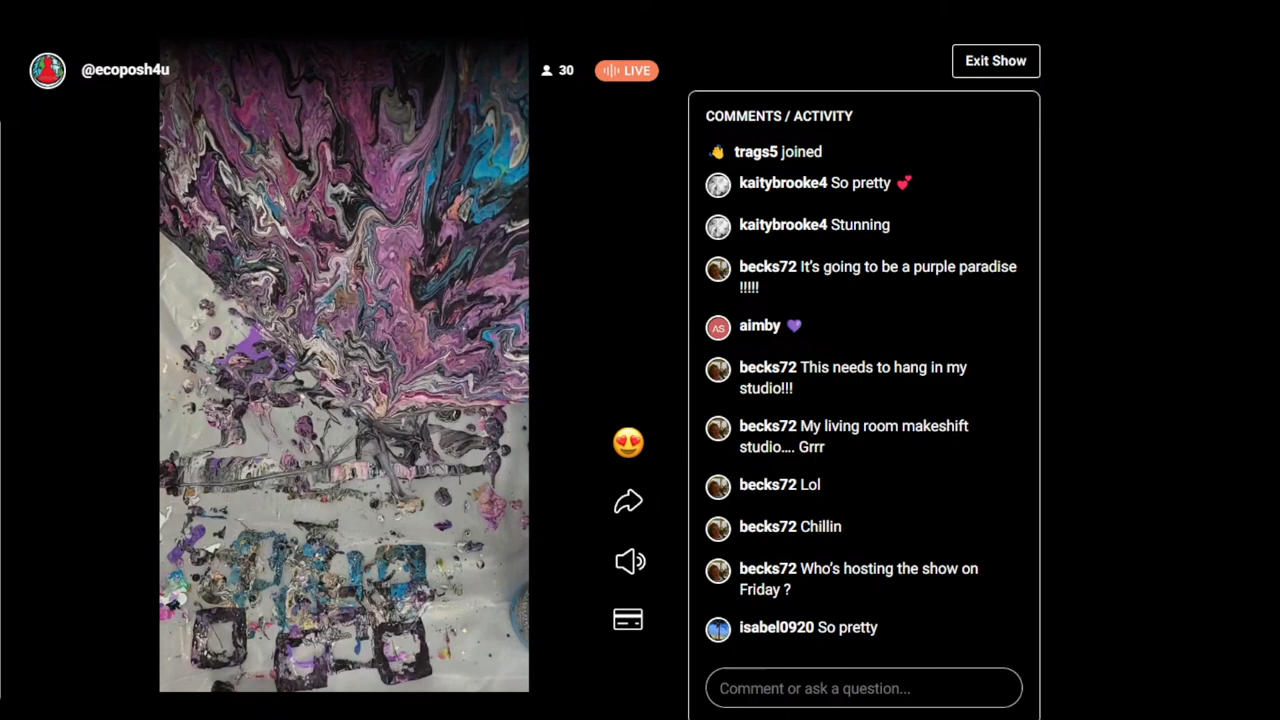 @ecoposh4u
30
LIVE
Exit Show
COMMENTS / ACTIVITY
trags5 joined
kaitybrooke4 So pretty 💕
kaitybrooke4 Stunning
becks72 It's going to be a purple paradise
!!!!!
AS aimby 💜
becks72 This needs to hang in my
studio!!!
becks72 My living room makeshift
studio.... Grrr
becks72 Lol
becks72 Chillin
becks72 Who's hosting the show on
Friday ?
isabel0920 So pretty
Comment or ask a question...